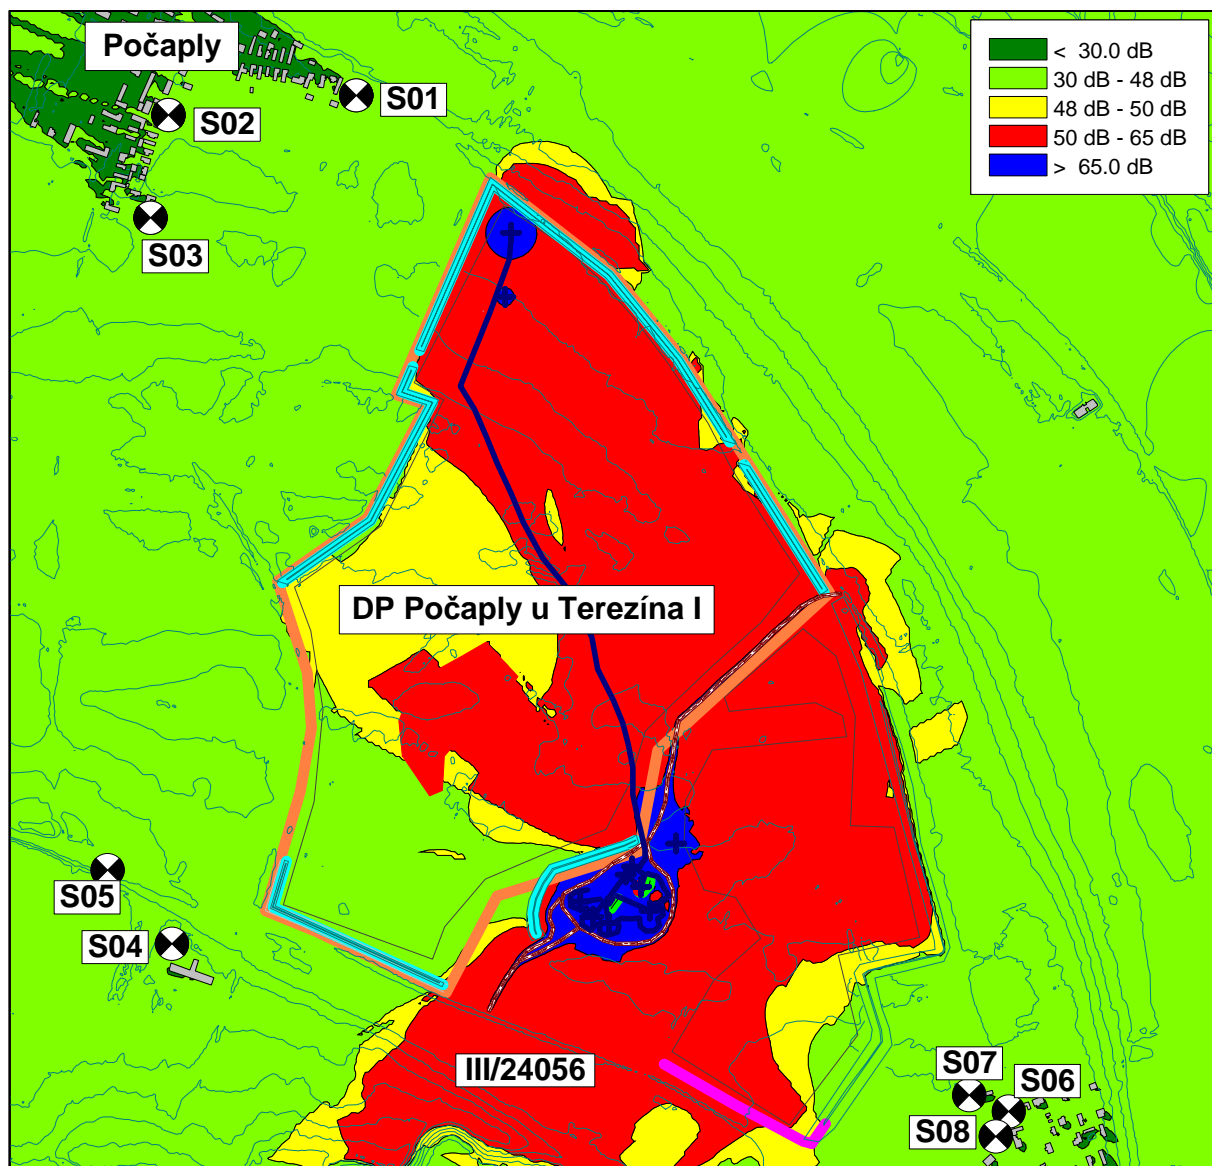 Počaply
S01
S02
S03
< 30.0 dB
30 dB - 48 dB
48 dB - 50 dB
50 dB - 65 dB
> 65.0 dB
DP Počaply u Terezína I
S05
S04
III/24056
S07
S06
S08